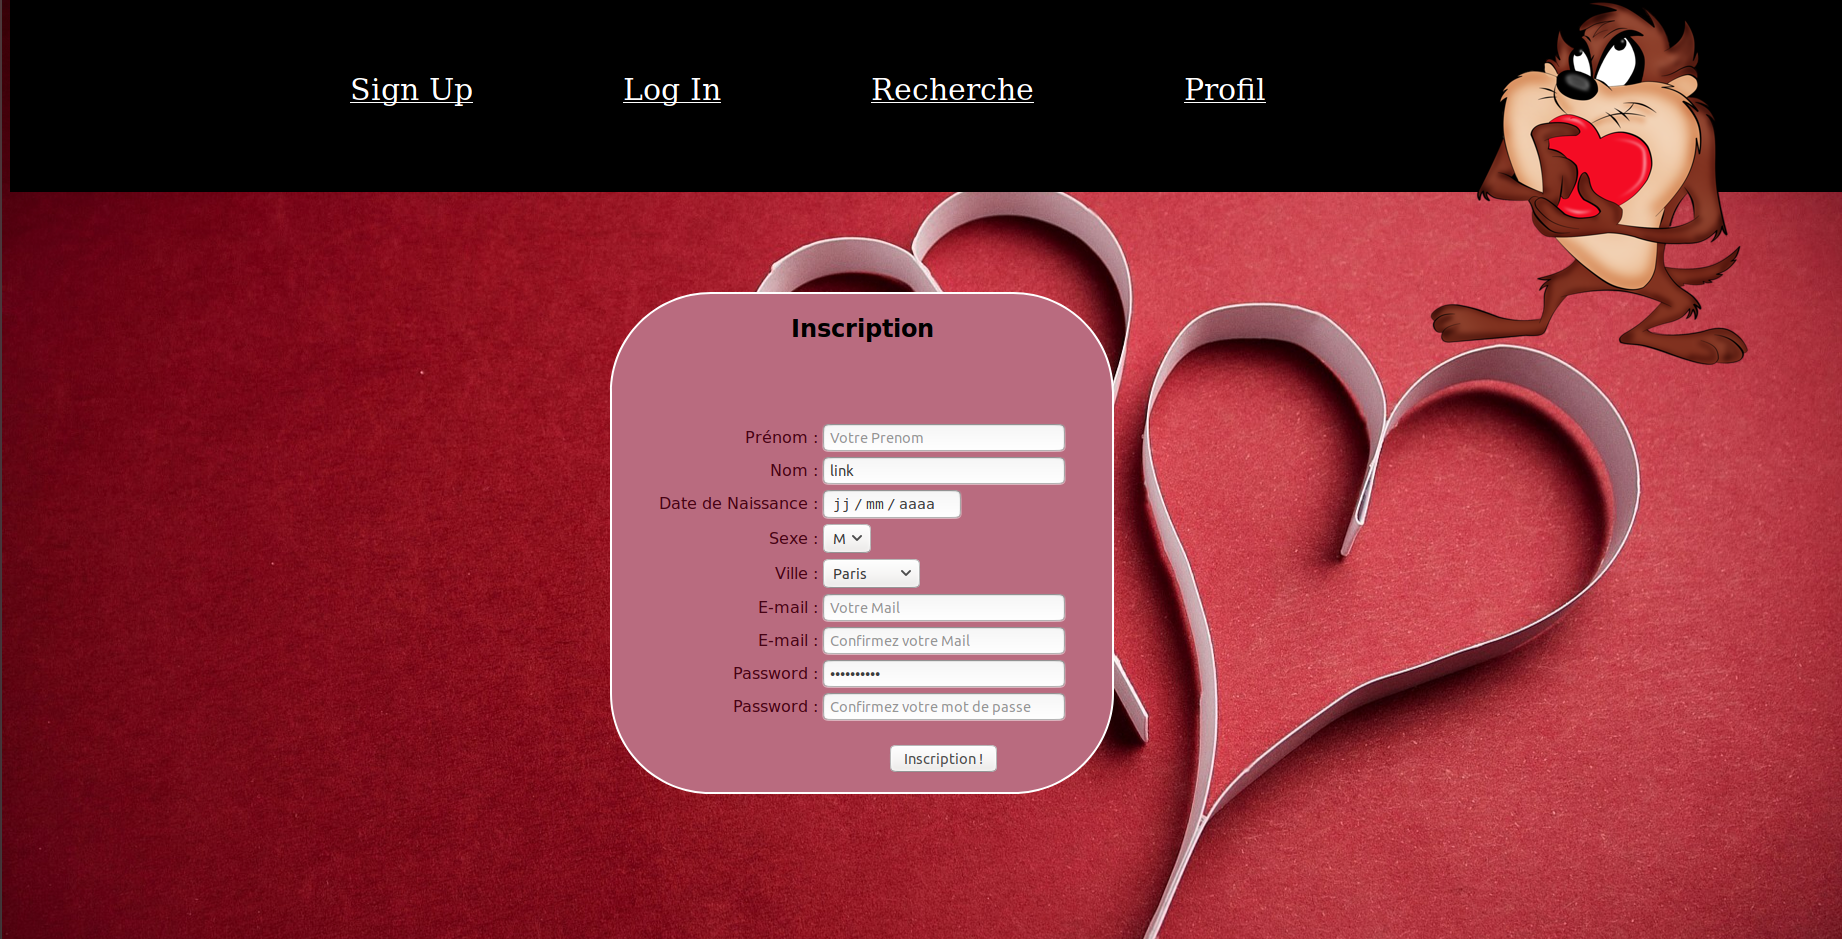 Sign Up Log In Recherche Profil
Inscription
Prénom : Votre Prenom
Nom : link
Date de Naissance : jj / mm / aaaa
Sexe : M
Ville : Paris
E-mail : Votre Mail
E-mail : Confirmez votre Mail
Password : ••••••••••
Password : Confirmez votre mot de passe
Inscription !